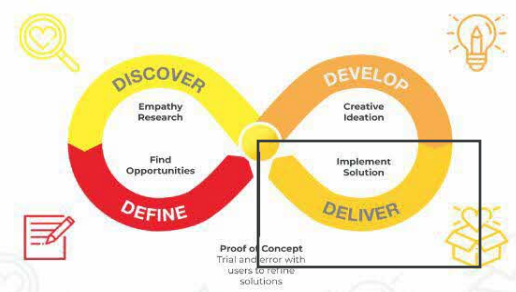 DISCOVER
DEVELOP
Empathy
Research
Creative
Ideation
Find
Opportunities
Implement
Solution
DEFINE
DELIVER
Proof of Concept
Trial and error with
users to refine
solutions